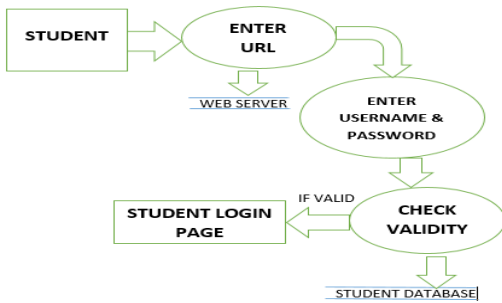 STUDENT
ENTER
URL
WEB SERVER
ENTER
USERNAME &
PASSWORD
IF VALID
STUDENT LOGIN
PAGE
CHECK
VALIDITY
STUDENT DATABASE